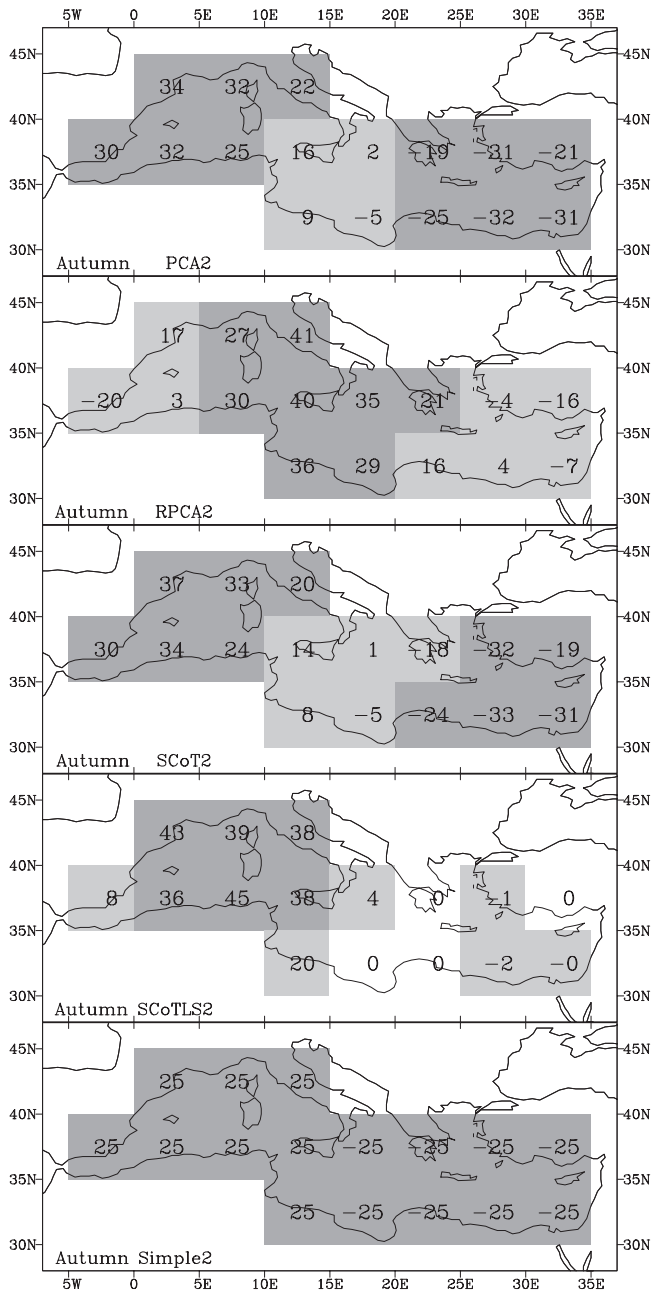 5W 0 5E 10E 15E 20E 25E 30E 35E
45N 45N
34 32 22
40N 40N
30 32 25 16 2 −19 −31 −21
35N 35N
9 −5 −25 −32 −31
30N 30N
Autumn PCA2
45N 45N
17 27 41
40N 40N
−20 3 30 40 35 21 −4 −16
35N 35N
36 29 16 4 −7
30N 30N
Autumn RPCA2
45N 45N
37 33 20
40N 40N
30 34 24 14 1 −18 −32 −19
35N 35N
8 −5 −24 −33 −31
30N 30N
Autumn SCoT2
45N 45N
43 39 38
40N 40N
8 36 45 38 4 0 −1 0
35N 35N
20 0 0 −2 −0
30N 30N
Autumn SCoTLS2
45N 45N
25 25 25
40N 40N
25 25 25 25 −25 −25 −25 −25
35N 35N
25 −25 −25 −25 −25
30N 30N
Autumn Simple2
5W 0 5E 10E 15E 20E 25E 30E 35E